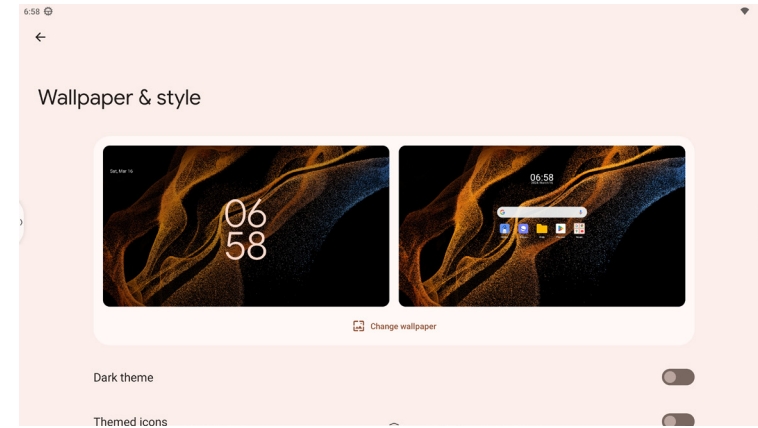 6:58
Wallpaper & style
Sat, Mar 16
06
58
06:58
Change wallpaper
Dark theme
Themed icons